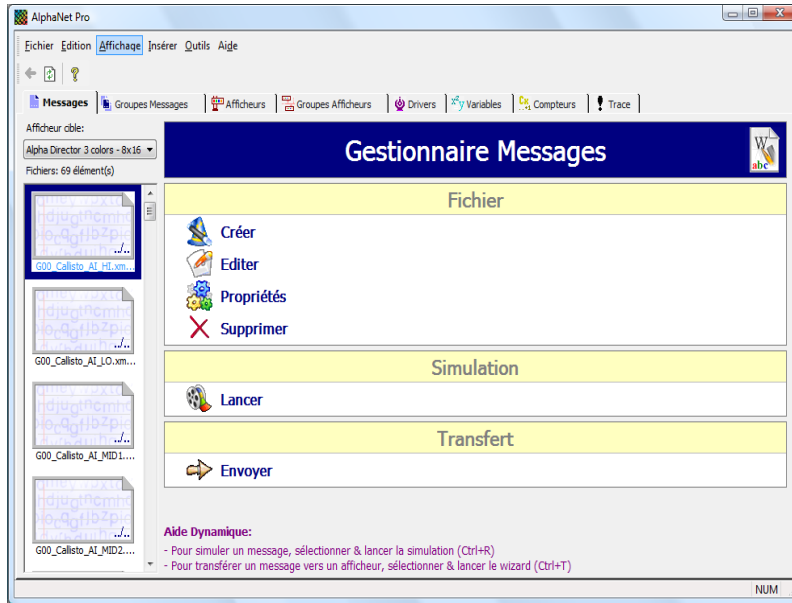 AlphaNet Pro
Fichier Edition Affichage Insérer Outils Aide
Messages Groupes Messages Afficheurs Groupes Afficheurs Drivers Variables Compteurs Trace
Afficheur cible:
Alpha Director 3 colors - 8x16
Fichiers: 69 élément(s)
G00_Callisto_AI_HI.xm...
G00_Callisto_AI_LO.xm...
G00_Callisto_AI_MID1....
G00_Callisto_AI_MID2....
Gestionnaire Messages
W
abc
Fichier
Créer
Editer
Propriétés
Supprimer
Simulation
Lancer
Transfert
Envoyer
Aide Dynamique:
- Pour simuler un message, sélectionner & lancer la simulation (Ctrl+R)
- Pour transférer un message vers un afficheur, sélectionner & lancer le wizard (Ctrl+T)
NUM